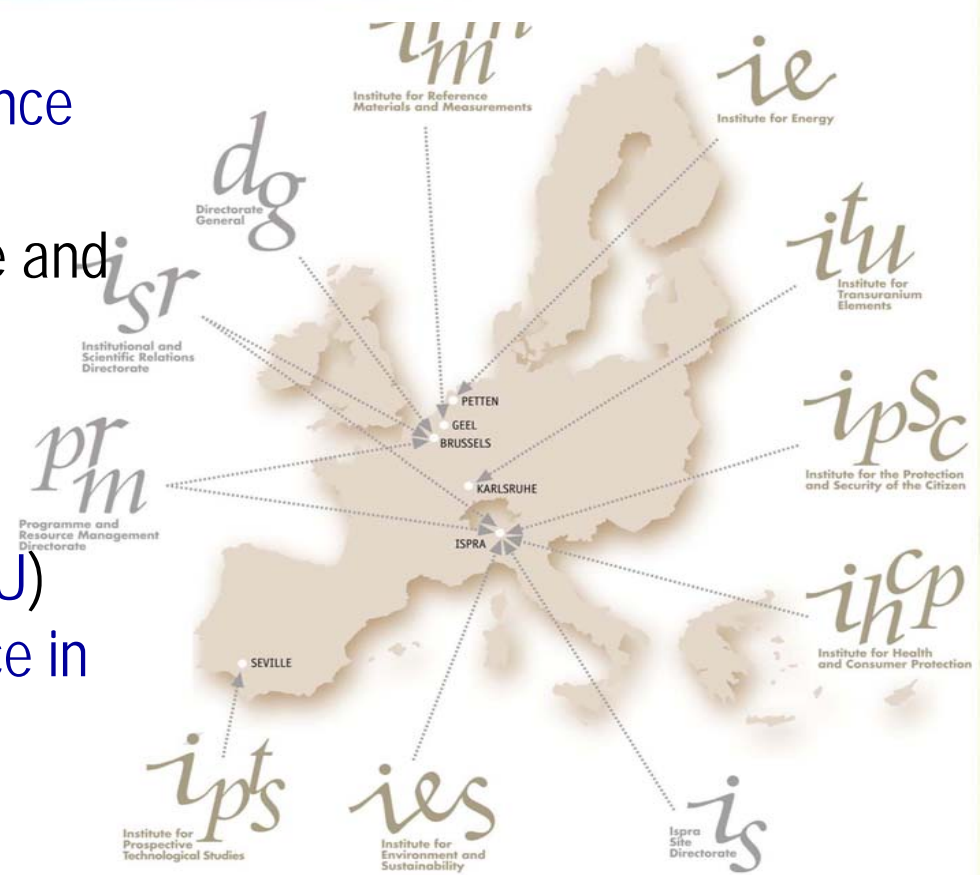 m
Institute for Reference
Materials and Measurements
ie
Institute for Energy
nce
dg
Directorate
General
itu
Institute for
Transuranium
Elements
e and
isr
Institutional and
Scientific Relations
Directorate
PETTEN
GEEL
BRUSSELS
ipsc
Institute for the Protection
and Security of the Citizen
prm
Programme and
Resource Management
Directorate
KARLSRUHE
ISPRA
U)
ce in
ihcp
Institute for Health
and Consumer Protection
SEVILLE
ipts
Institute for
Prospective
Technological Studies
ies
Institute for
Environment and
Sustainability
is
Ispra
Site
Directorate